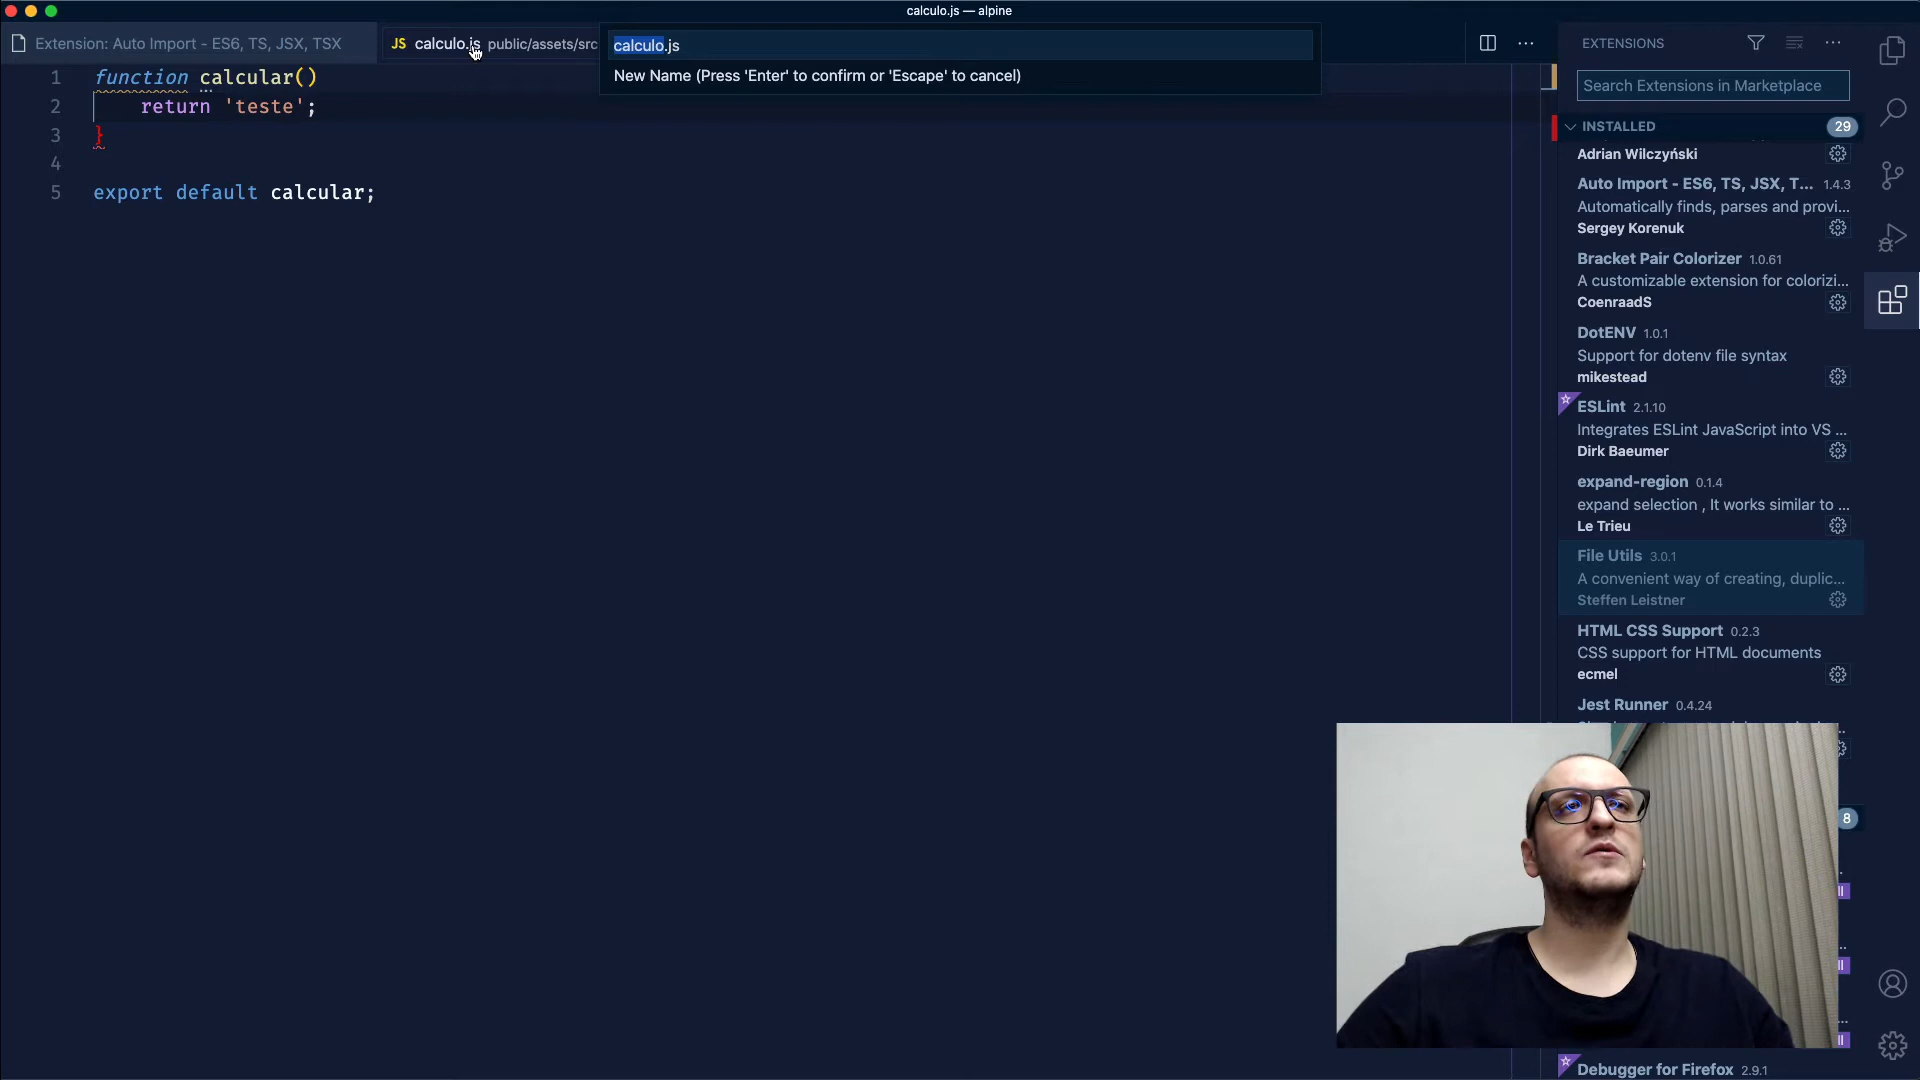 calculo.js — alpine
Extension: Auto Import - ES6, TS, JSX, TSX
JS calculo.js public/assets/src
calculo.js
New Name (Press 'Enter' to confirm or 'Escape' to cancel)
1 function calcular()
2 return 'teste';
3 }
4
5 export default calcular;
EXTENSIONS
Search Extensions in Marketplace
INSTALLED 29
Adrian Wilczyński
Auto Import - ES6, TS, JSX, T... 1.4.3
Automatically finds, parses and provi...
Sergey Korenuk
Bracket Pair Colorizer 1.0.61
A customizable extension for colorizi...
CoenraadS
DotENV 1.0.1
Support for dotenv file syntax
mikestead
ESLint 2.1.10
Integrates ESLint JavaScript into VS ...
Dirk Baeumer
expand-region 0.1.4
expand selection , It works similar to ...
Le Trieu
File Utils 3.0.1
A convenient way of creating, duplic...
Steffen Leistner
HTML CSS Support 0.2.3
CSS support for HTML documents
ecmel
Jest Runner 0.4.24
8
Debugger for Firefox 2.9.1